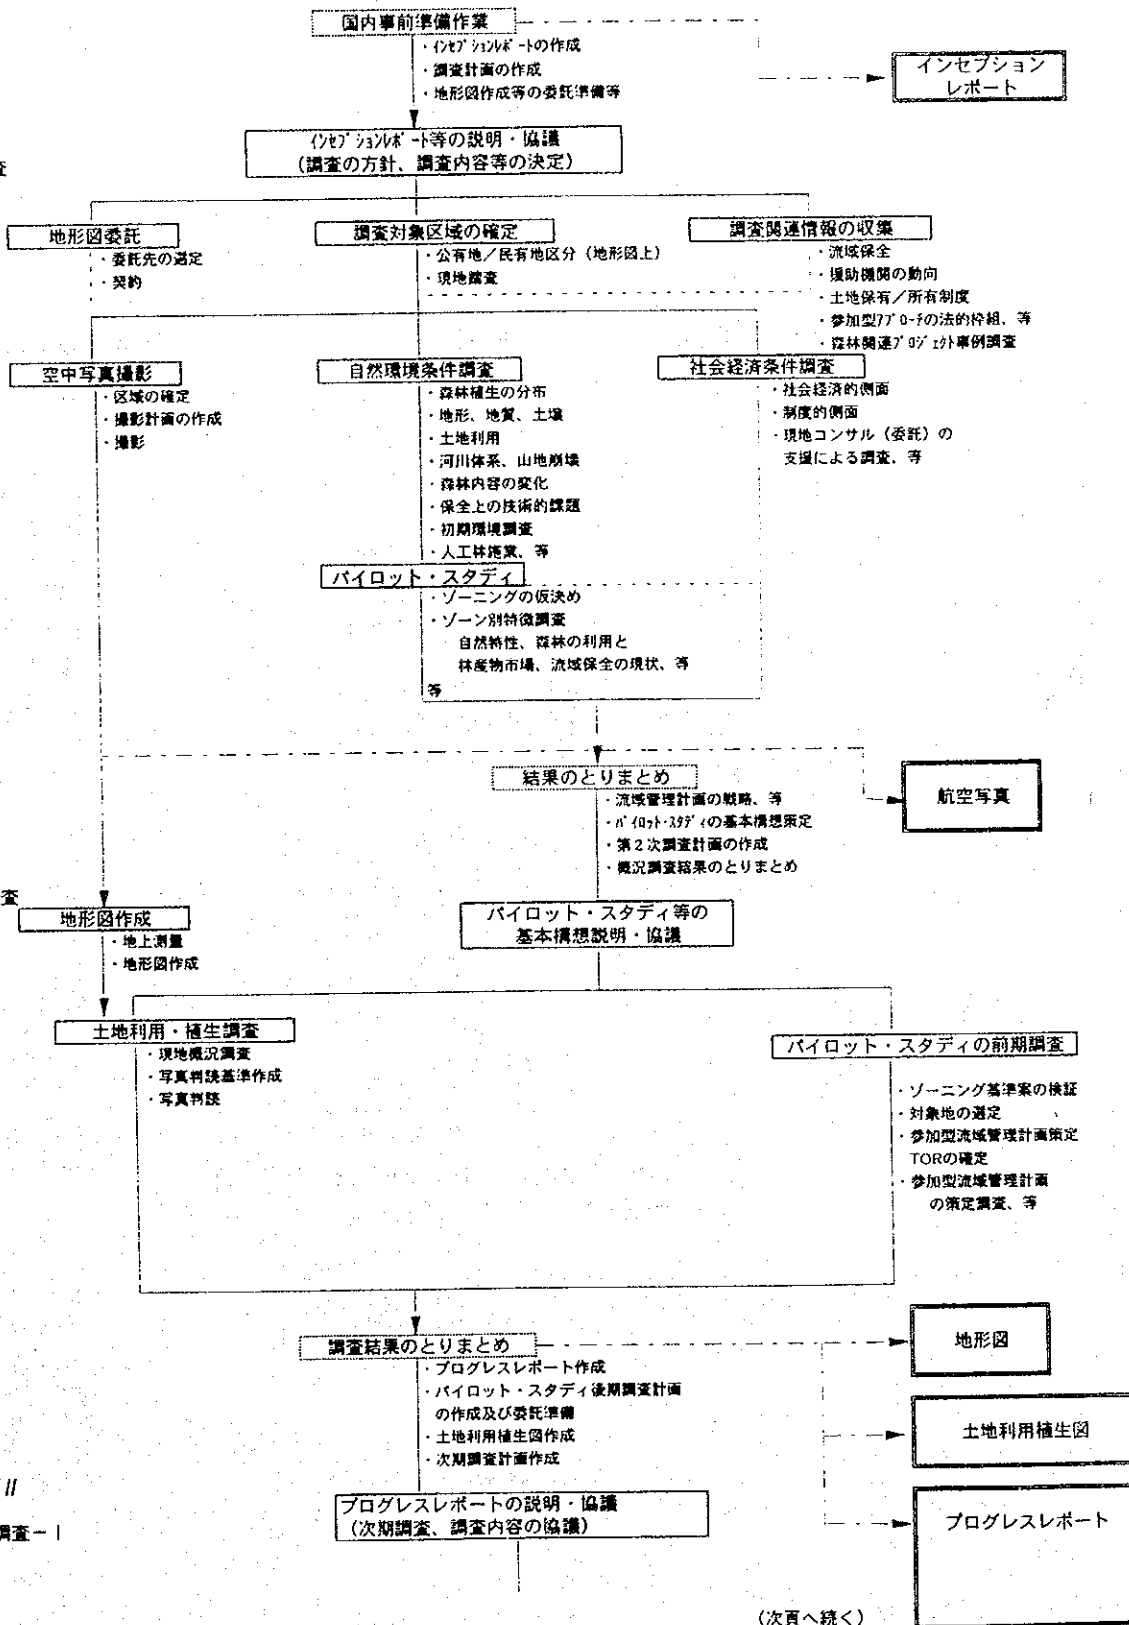 国内事前準備作業
・インセプションレポートの作成
・調査計画の作成
・地形図作成等の委託準備等
インセプション
レポート
インセプションレポート等の説明・協議
(調査の方針、調査内容等の決定)
査
地形図委託
・委託先の選定
・契約
調査対象区域の確定
・公有地/民有地区分(地形図上)
・現地踏査
調査関連情報の収集
・流域保全
・援助機関の動向
・土地保有/所有制度
・参加型アプローチの法的枠組、等
・森林関連プロジェクト事例調査
空中写真撮影
・区域の確定
・撮影計画の作成
・撮影
自然環境条件調査
・森林植生の分布
・地形、地質、土壌
・土地利用
・河川体系、山地崩壊
・森林内容の変化
・保全上の技術的課題
・初期環境調査
・人工林施業、等
社会経済条件調査
・社会経済的側面
・制度的側面
・現地コンサル(委託)の
支援による調査、等
パイロット・スタディ
・ゾーニングの仮決め
・ゾーン別特徴調査
自然特性、森林の利用と
林産物市場、流域保全の現状、等
等
結果のとりまとめ
・流域管理計画の戦略、等
・パイロット・スタディの基本構想策定
・第2次調査計画の作成
・概況調査結果のとりまとめ
航空写真
査
地形図作成
・地上測量
・地形図作成
パイロット・スタディ等の
基本構想説明・協議
土地利用・植生調査
・現地概況調査
・写真判読基準作成
・写真判読
パイロット・スタディの前期調査
・ゾーニング基準案の検証
・対象地の選定
・参加型流域管理計画策定
TORの確定
・参加型流域管理計画
の策定調査、等
調査結果のとりまとめ
・プログレスレポート作成
・パイロット・スタディ後期調査計画
の作成及び委託準備
・土地利用植生図作成
・次期調査計画作成
地形図
土地利用植生図
プログレスレポート
プログレスレポートの説明・協議
(次期調査、調査内容の協議)
調査ーI
(次頁へ続く)